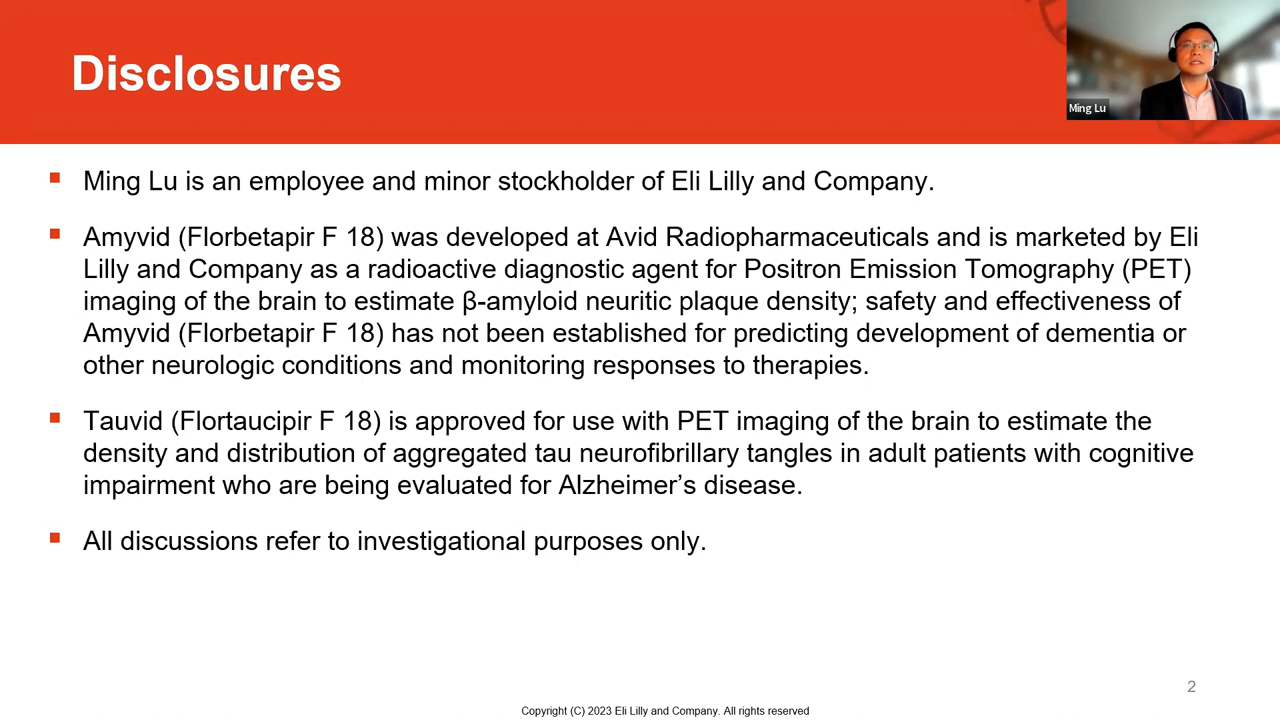 Disclosures
Ming Lu
Ming Lu is an employee and minor stockholder of Eli Lilly and Company.
Amyvid (Florbetapir F 18) was developed at Avid Radiopharmaceuticals and is marketed by Eli
Lilly and Company as a radioactive diagnostic agent for Positron Emission Tomography (PET)
imaging of the brain to estimate β-amyloid neuritic plaque density; safety and effectiveness of
Amyvid (Florbetapir F 18) has not been established for predicting development of dementia or
other neurologic conditions and monitoring responses to therapies.
Tauvid (Flortaucipir F 18) is approved for use with PET imaging of the brain to estimate the
density and distribution of aggregated tau neurofibrillary tangles in adult patients with cognitive
impairment who are being evaluated for Alzheimer’s disease.
All discussions refer to investigational purposes only.
2
Copyright (C) 2023 Eli Lilly and Company. All rights reserved